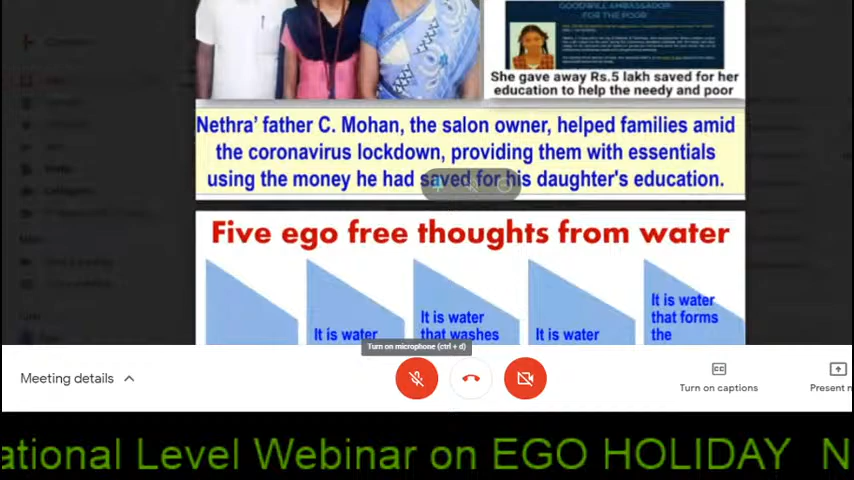 GOODWILL AMBASSADOR
FOR THE POOR
She gave away Rs.5 lakh saved for her
education to help the needy and poor
Nethra' father C. Mohan, the salon owner, helped families amid
the coronavirus lockdown, providing them with essentials
using the money he had saved for his daughter's education.
Five ego free thoughts from water
It is water
It is water
that washes
It is water
It is water
that forms
the
Turn on microphone (ctrl + d)
Meeting details
Turn on captions
Present n
ational Level Webinar on EGO HOLIDAY N